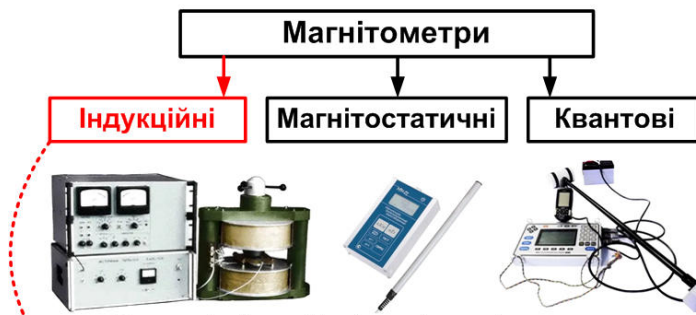 Магнітометри
Індукційні
Магнітостатичні
Квантові